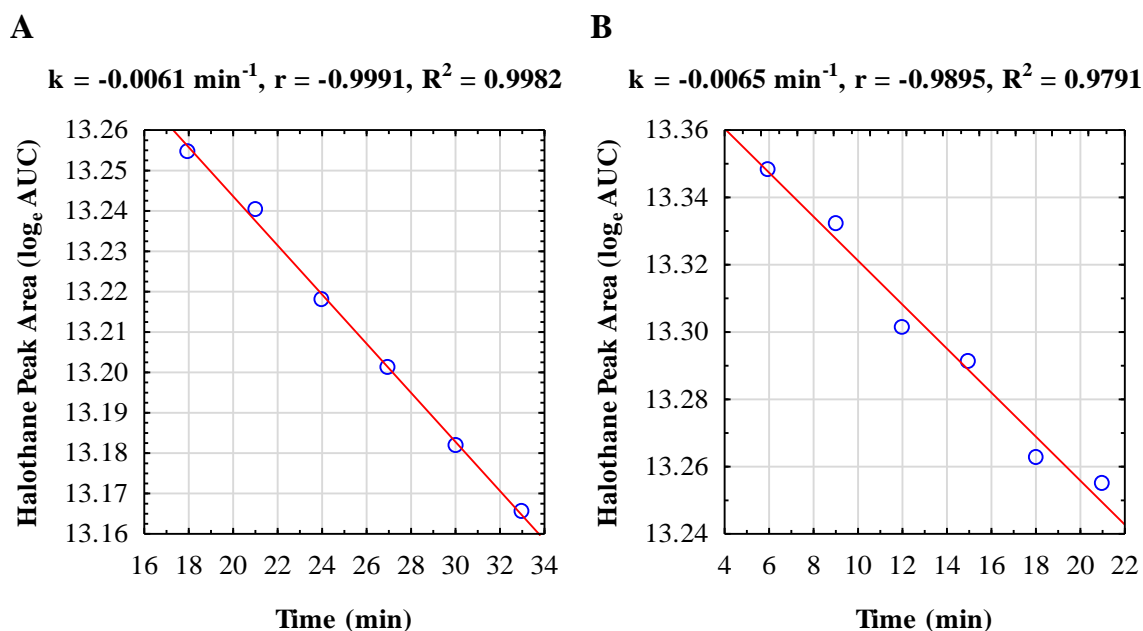 A
k = -0.0061 min⁻¹, r = -0.9991, R² = 0.9982
Halothane Peak Area (logₑ AUC)
13.26
13.25
13.24
13.23
13.22
13.21
13.20
13.19
13.18
13.17
13.16
16 18 20 22 24 26 28 30 32 34
Time (min)
B
k = -0.0065 min⁻¹, r = -0.9895, R² = 0.9791
Halothane Peak Area (logₑ AUC)
13.36
13.34
13.32
13.30
13.28
13.26
13.24
4 6 8 10 12 14 16 18 20 22
Time (min)